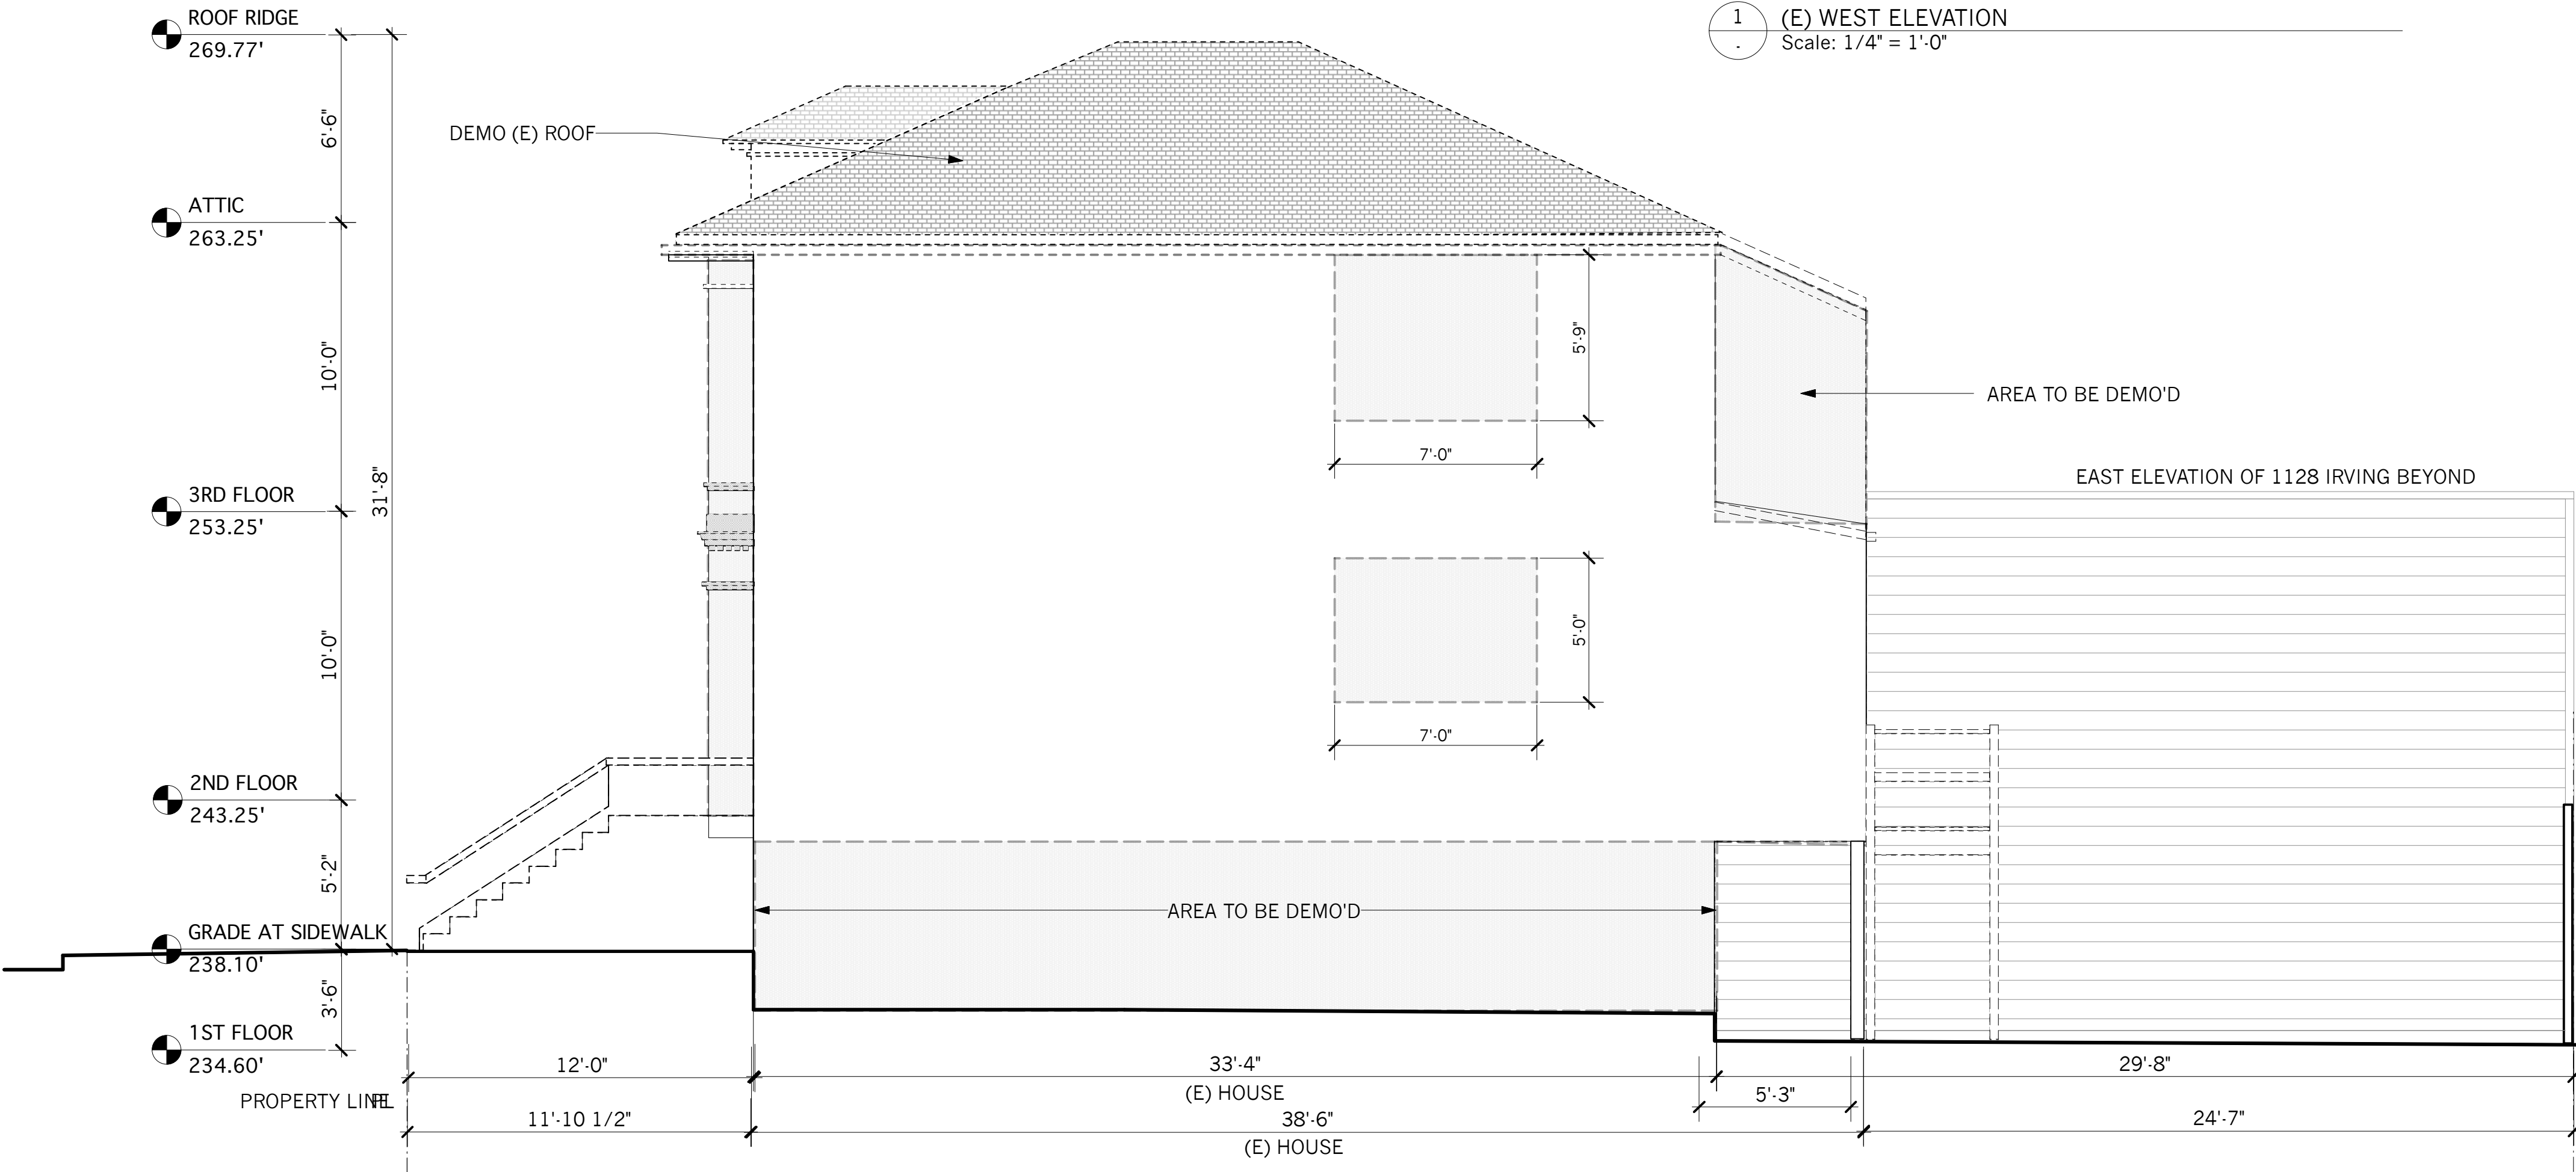 ROOF RIDGE
269.77'
1
(E) WEST ELEVATION
-
Scale: 1/4" = 1'-0"
6'-6"
DEMO (E) ROOF
ATTIC
263.25'
10'-0"
5'-9"
7'-0"
AREA TO BE DEMO'D
31'-8"
3RD FLOOR
253.25'
EAST ELEVATION OF 1128 IRVING BEYOND
10'-0"
5'-0"
7'-0"
2ND FLOOR
243.25'
5'-2"
AREA TO BE DEMO'D
GRADE AT SIDEWALK
238.10'
3'-6"
1ST FLOOR
234.60'
12'-0"
33'-4"
(E) HOUSE
29'-8"
PROPERTY LINE
PL
5'-3"
11'-10 1/2"
38'-6"
(E) HOUSE
24'-7"